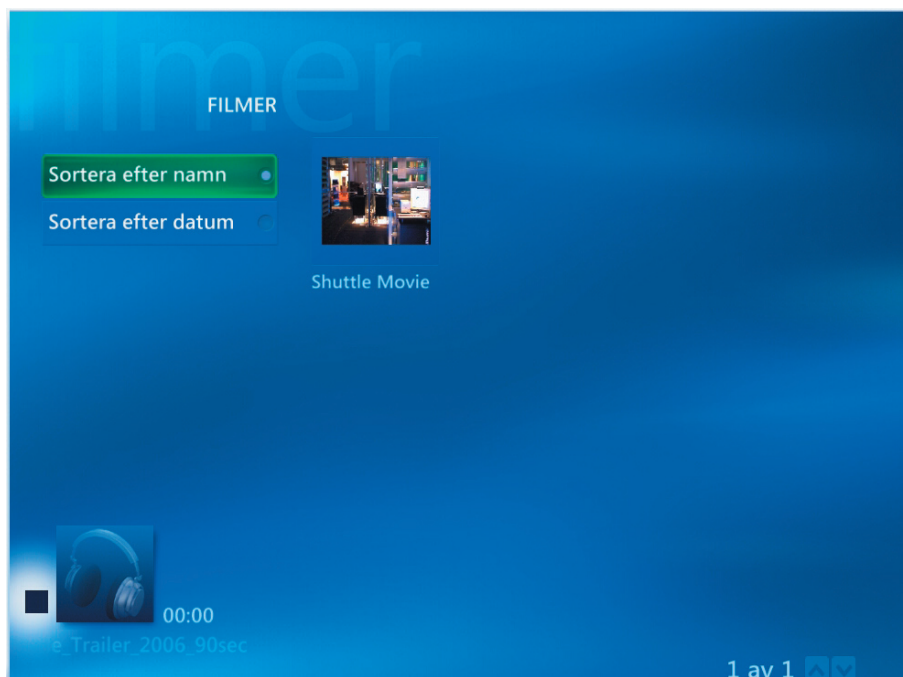 filmer
FILMER
Sortera efter namn
Sortera efter datum
Shuttle Movie
00:00
e_Trailer_2006_90sec
1 av 1